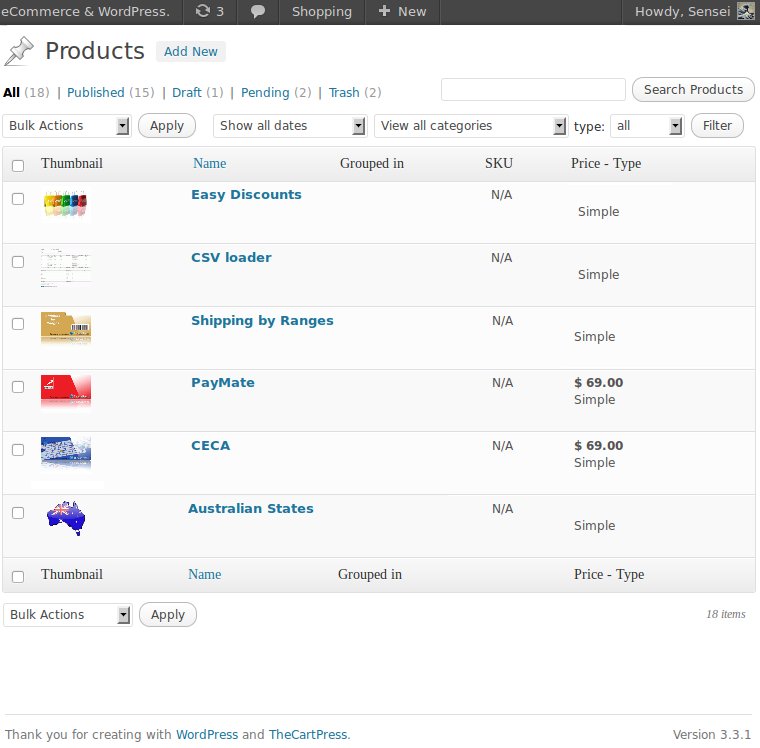 eCommerce & WordPress. 3 Shopping + New Howdy, Sensei
Products Add New
All (18) | Published (15) | Draft (1) | Pending (2) | Trash (2) Search Products
Bulk Actions Apply Show all dates View all categories type: all Filter
Thumbnail Name Grouped in SKU Price - Type
Easy Discounts N/A
Simple
CSV loader N/A
Simple
Shipping by Ranges N/A
Simple
PayMate N/A $ 69.00
Simple
CECA N/A $ 69.00
Simple
Australian States N/A
Simple
Thumbnail Name Grouped in Price - Type
Bulk Actions Apply 18 items
Thank you for creating with WordPress and TheCartPress. Version 3.3.1